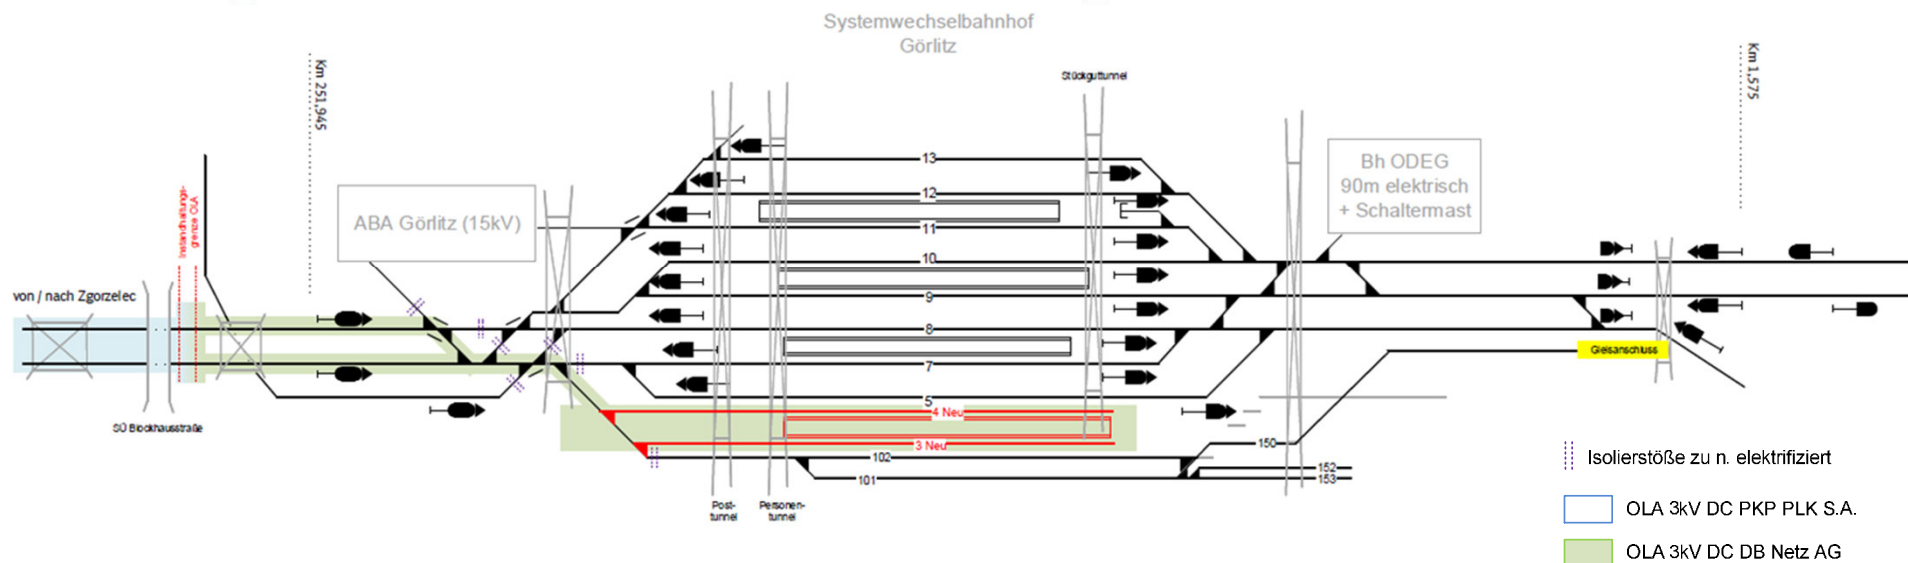 Systemwechselbahnhof
Görlitz
Km 251,945
Stückguttunnel
Km 1,575
Bh ODEG
90m elektrisch
+ Schaltermast
Instandhaltungs-
grenze OLA
ABA Görlitz (15kV)
13
12
11
10
9
8
7
5
4 Neu
3 Neu
102
101
150
152
153
von / nach Zgorzelec
SÜ Blockhausstraße
Gleisanschluss
Post-
tunnel
Personen-
tunnel
Isolierstöße zu n. elektrifiziert
OLA 3kV DC PKP PLK S.A.
OLA 3kV DC DB Netz AG